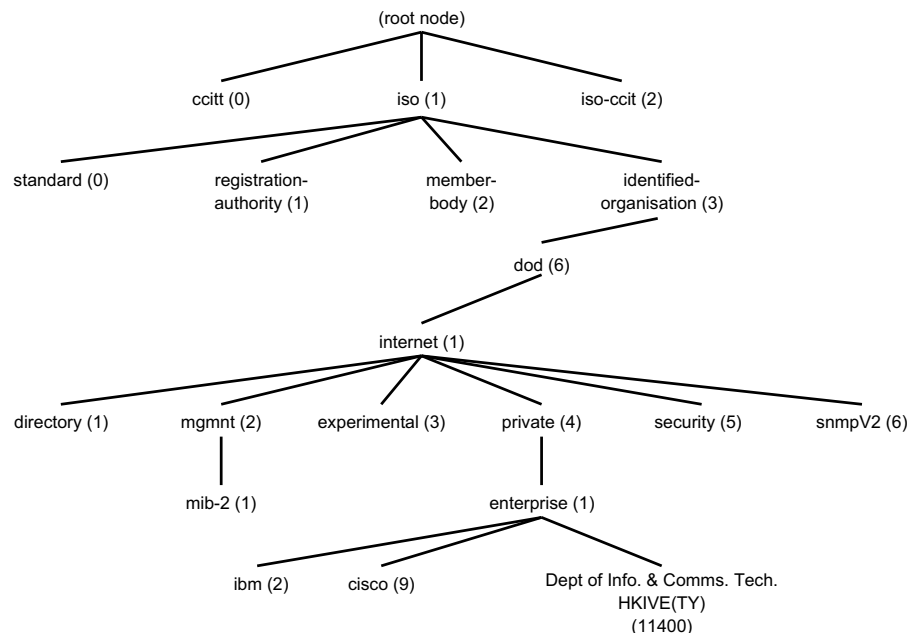 (root node)
ccitt (0)
iso (1)
iso-ccit (2)
standard (0)
registration-
authority (1)
member-
body (2)
identified-
organisation (3)
dod (6)
internet (1)
directory (1)
mgmnt (2)
experimental (3)
private (4)
security (5)
snmpV2 (6)
mib-2 (1)
enterprise (1)
ibm (2)
cisco (9)
Dept of Info. & Comms. Tech.
HKIVE(TY)
(11400)